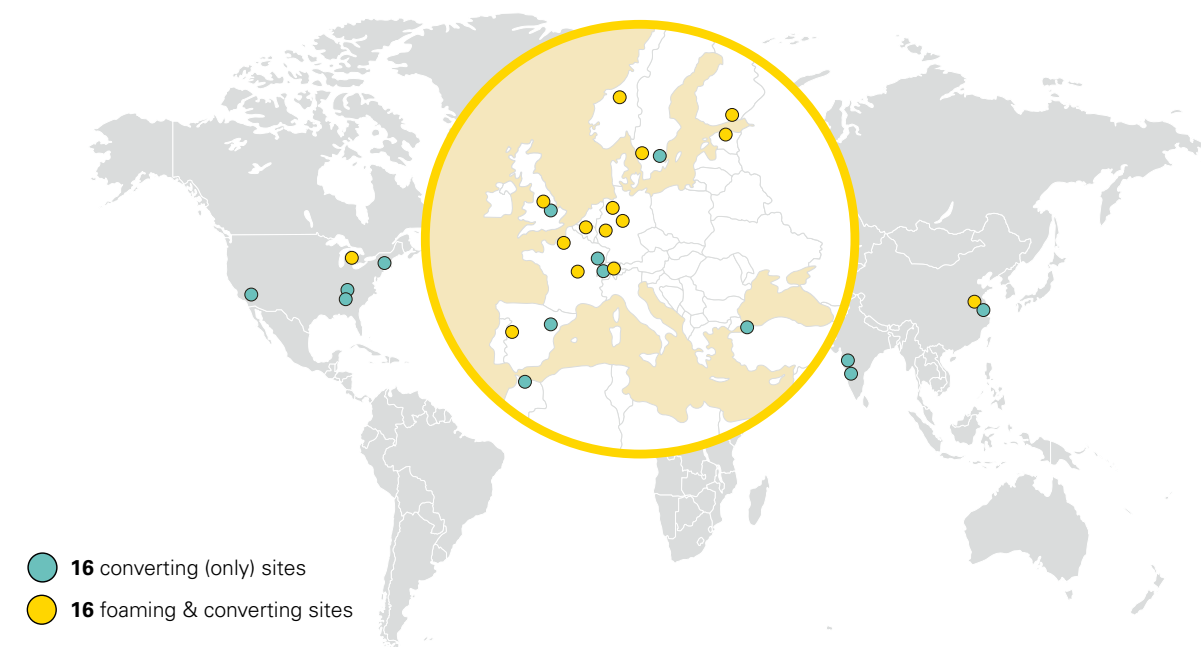 16 converting (only) sites
16 foaming & converting sites